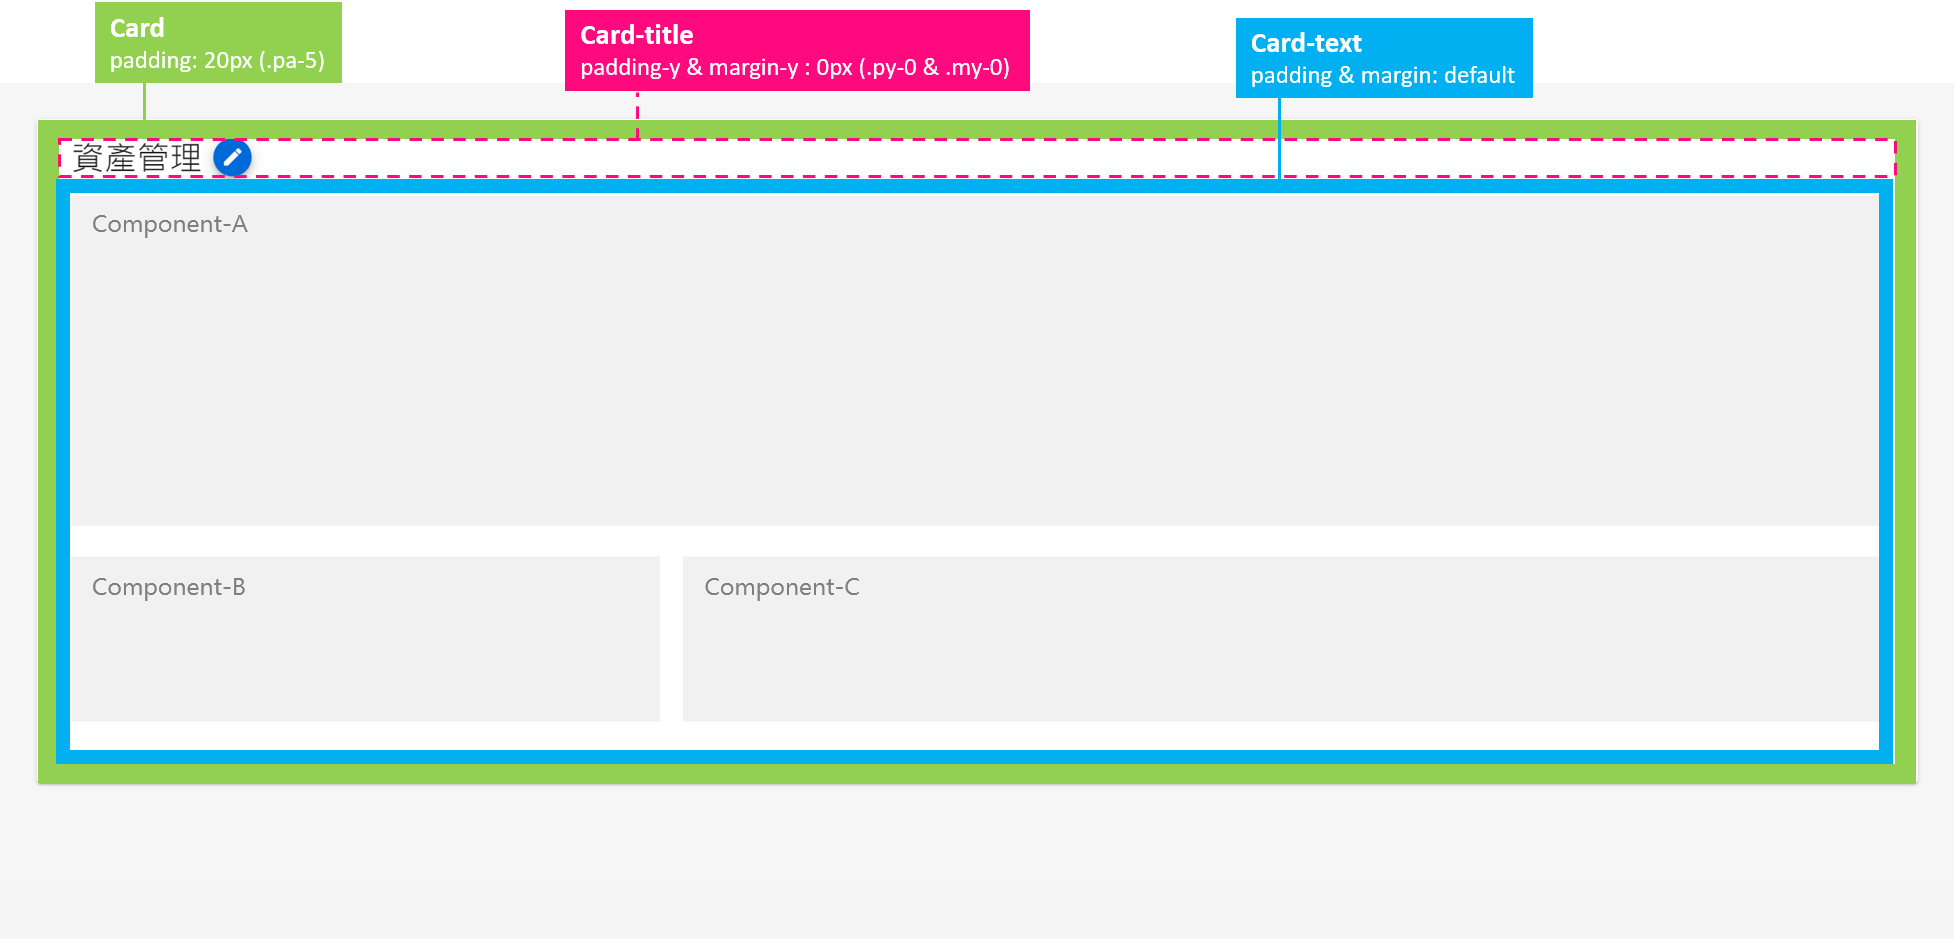 Card
padding: 20px (.pa-5)
Card-title
padding-y & margin-y : 0px (.py-0 & .my-0)
Card-text
padding & margin: default
資產管理
Component-A
Component-B
Component-C